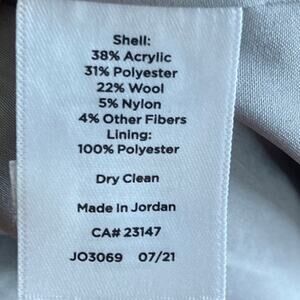 Shell:
38% Acrylic
31% Polyester
22% Wool
5% Nylon
4% Other Fibers
Lining:
100% Polyester
Dry Clean
Made in Jordan
CA# 23147
JO3069 07/21